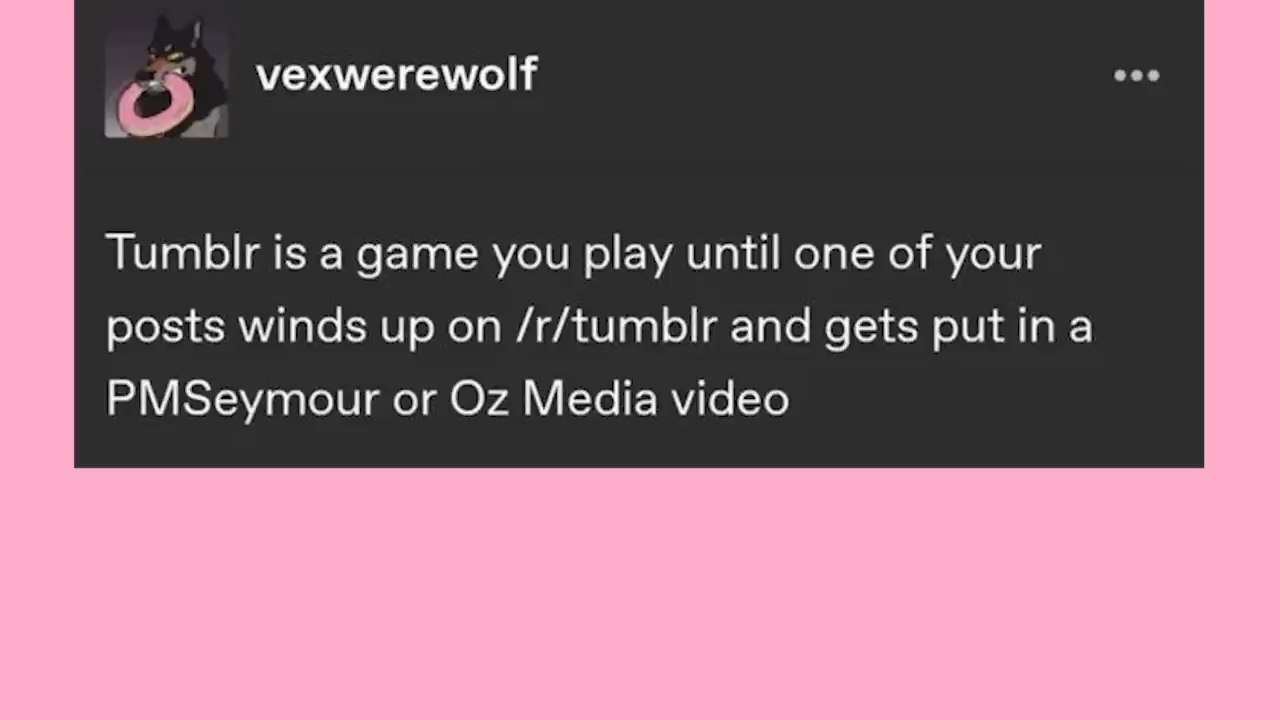 vexwerewolf
Tumblr is a game you play until one of your
posts winds up on /r/tumblr and gets put in a
PMSeymour or Oz Media video